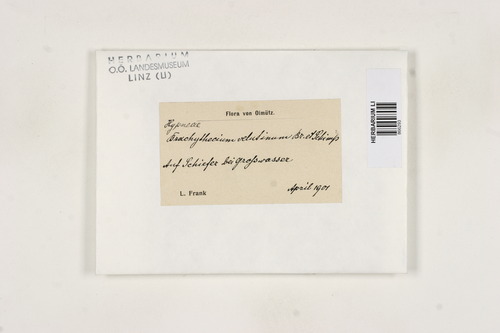 HERBARIUM
O.Ö. LANDESMUSEUM
LINZ (LI)
Flora von Olmütz.
Hypneae
Brachythecium velutinum Br. et Schimp
Auf Schiefer bei Grosswasser
L. Frank
April 1901
HERBARIUM LI